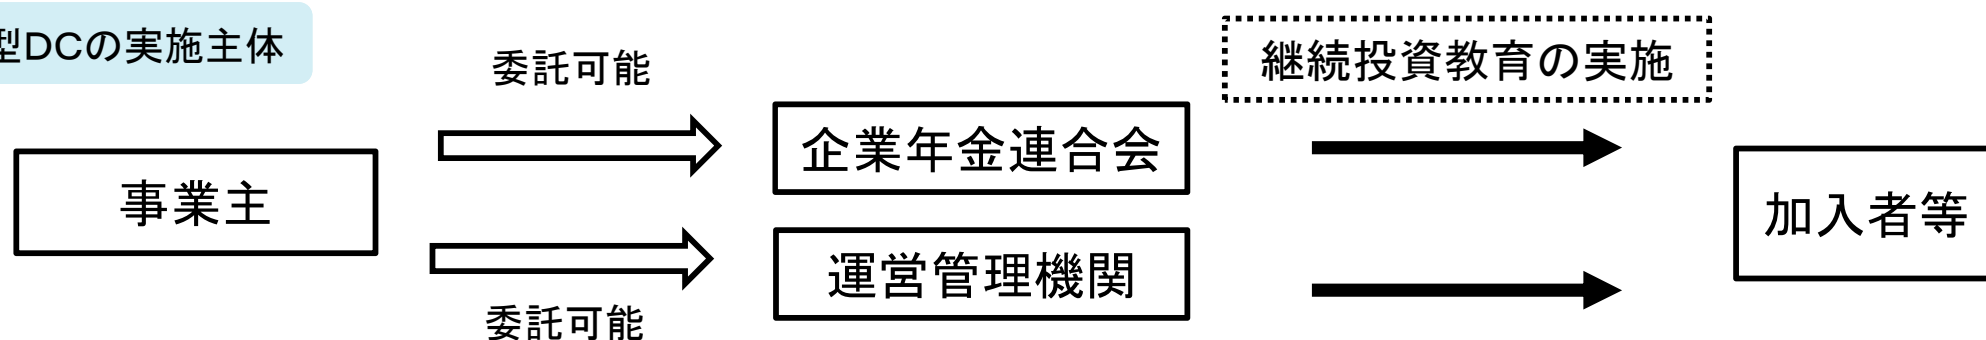 型DCの実施主体
委託可能
継続投資教育の実施
企業年金連合会
事業主
加入者等
運営管理機関
委託可能